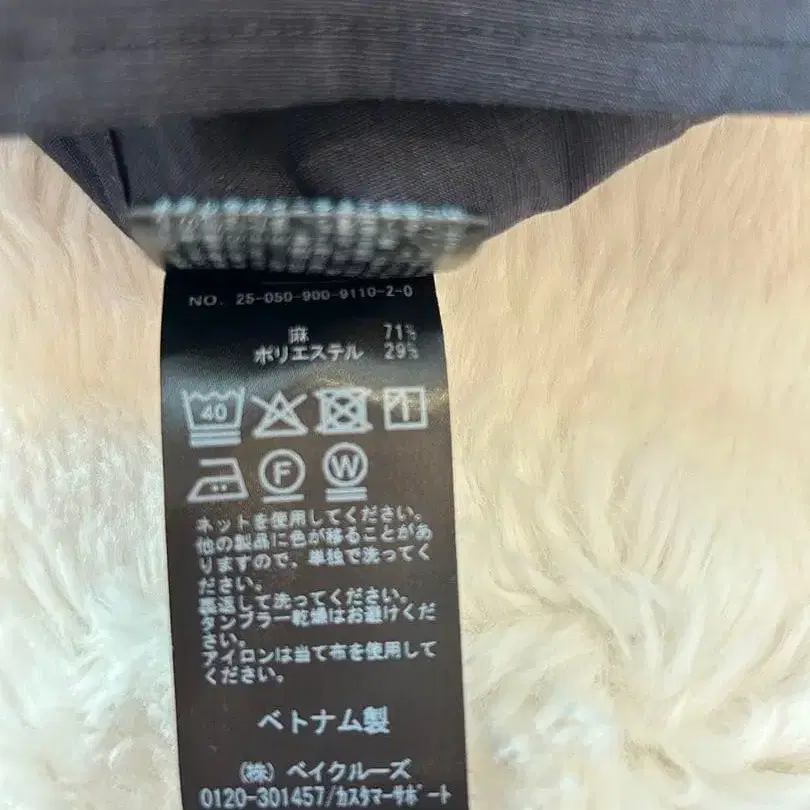 NO. 25-050-900-9110-2-0
麻 71%
ポリエステル 29%
40
F W
ネットを使用してください。
他の製品に色が移ることがあ
りますので、単独で洗ってく
ださい。
裏返して洗ってください。
タンブラー乾燥はお避けくだ
さい。
アイロンは当て布を使用して
ください。
ベトナム製
(株) ベイクルーズ
0120-301457/カスタマーサポート